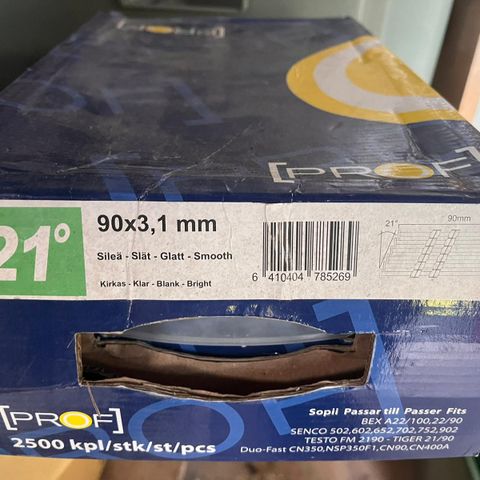 [PROF]
21°
90x3,1 mm
Sileä - Slät - Glatt - Smooth
Kirkas - Klar - Blank - Bright
6 410404 785269
21°
90mm
[PROF]
2500 kpl/stk/st/pcs
Sopii Passar till Passer Fits
BEX A22/100,22/90
SENCO 502,602,652,702,752,902
TESTO FM 2190 - TIGER 21/90
Duo-Fast CN350,NSP350F1,CN90,CN400A